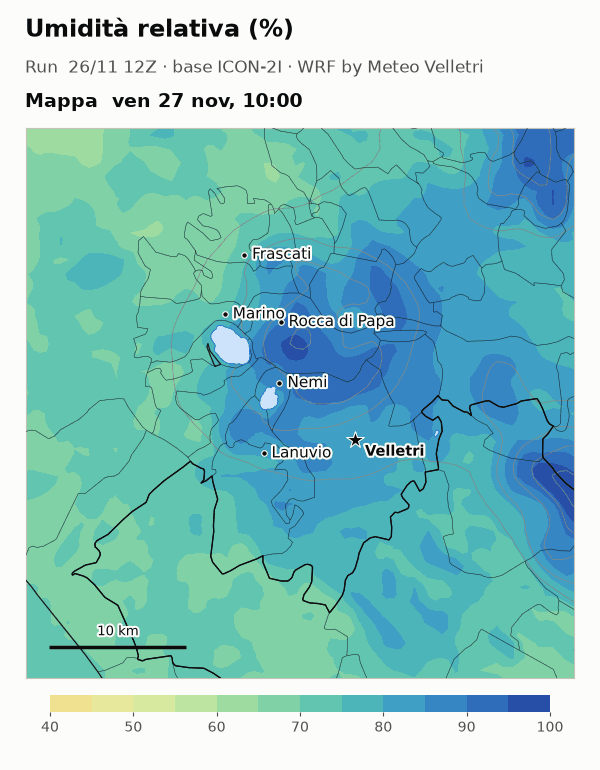 Umidità relativa (%)
Run  26/11 12Z · base ICON-2I · WRF by Meteo Velletri
Mappa  ven 27 nov, 10:00
Frascati
Marino
Rocca di Papa
Nemi
Velletri
Lanuvio
10 km
40 50 60 70 80 90 100